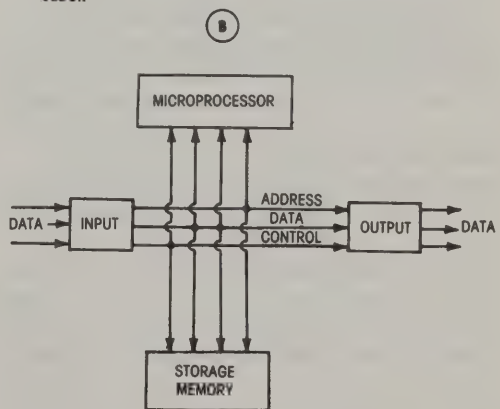 B
MICROPROCESSOR
ADDRESS
DATA INPUT DATA OUTPUT DATA
CONTROL
STORAGE
MEMORY